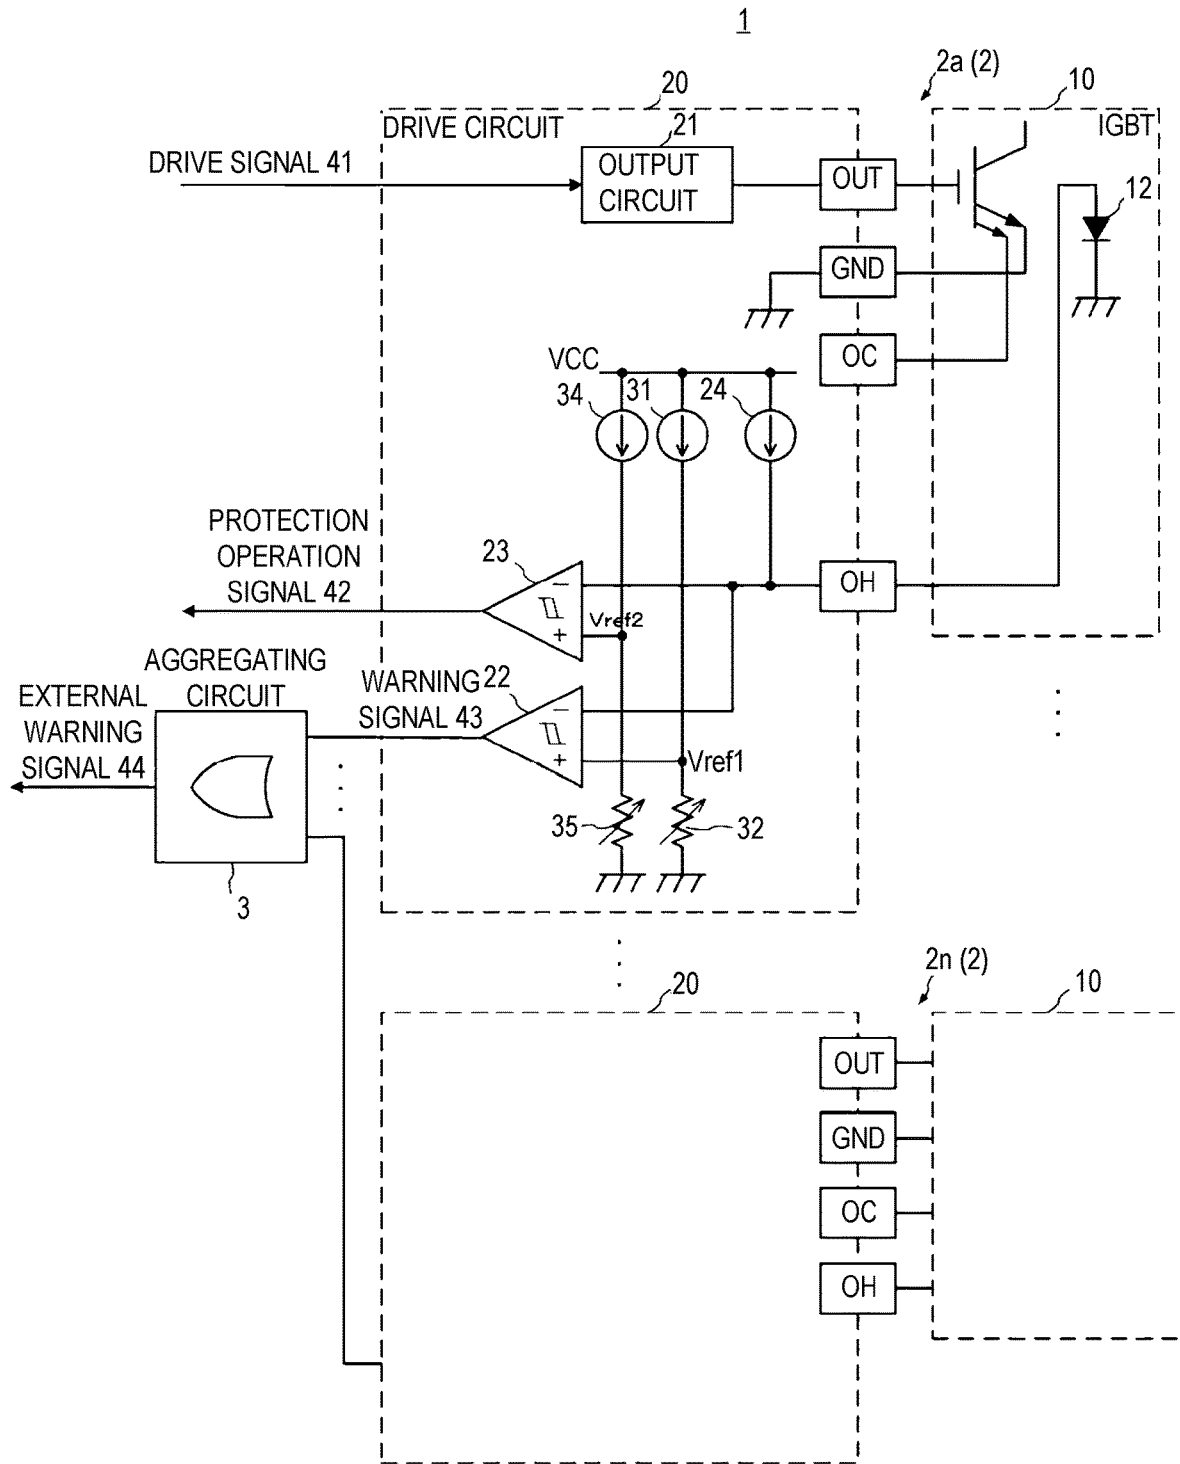 1
2a (2)
20
10
DRIVE CIRCUIT
21
IGBT
DRIVE SIGNAL 41
OUTPUT
CIRCUIT
OUT
12
GND
OC
VCC
34
31
24
PROTECTION
OPERATION
SIGNAL 42
23
−
+
Vref2
OH
AGGREGATING
CIRCUIT
EXTERNAL
WARNING
SIGNAL 44
WARNING
SIGNAL 43
22
−
+
Vref1
35
32
3
2n (2)
20
10
OUT
GND
OC
OH